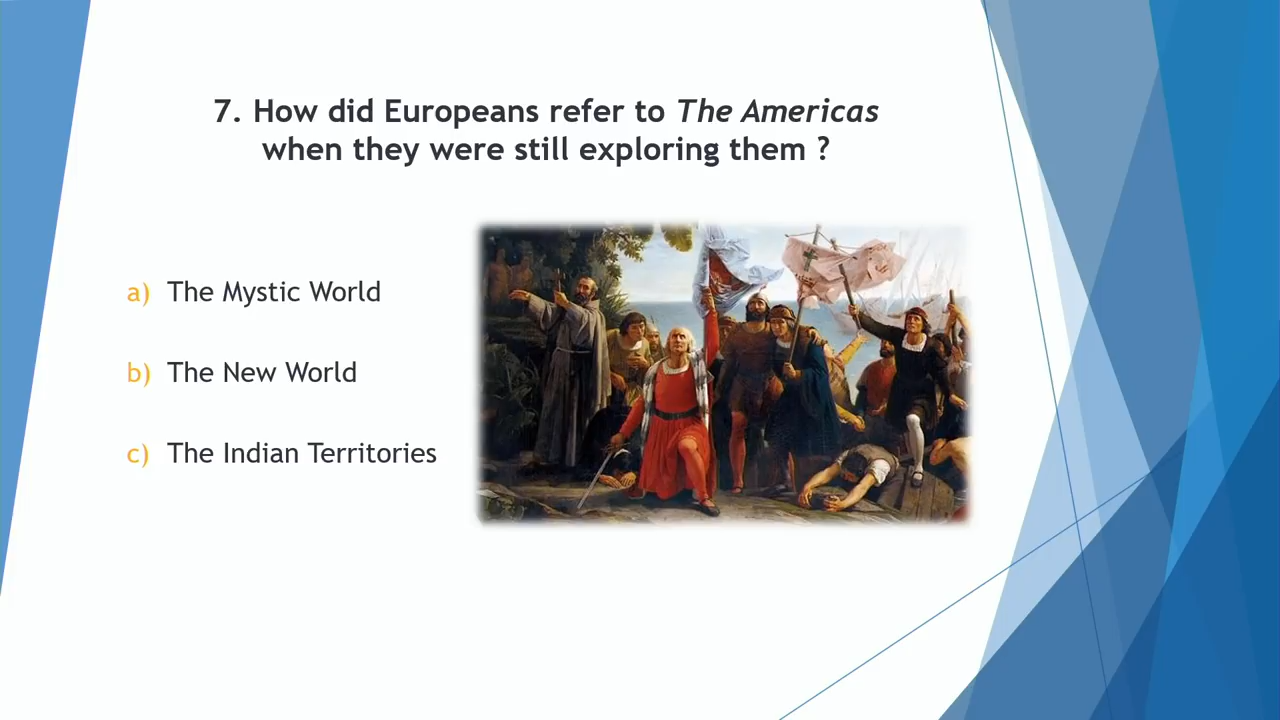 7. How did Europeans refer to The Americas
when they were still exploring them ?
a) The Mystic World
b) The New World
c) The Indian Territories